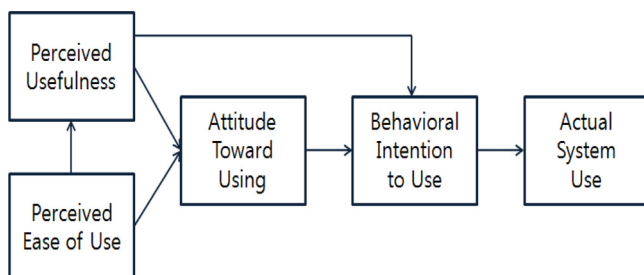 Perceived
Usefulness
Perceived
Ease of Use
Attitude
Toward
Using
Behavioral
Intention
to Use
Actual
System
Use